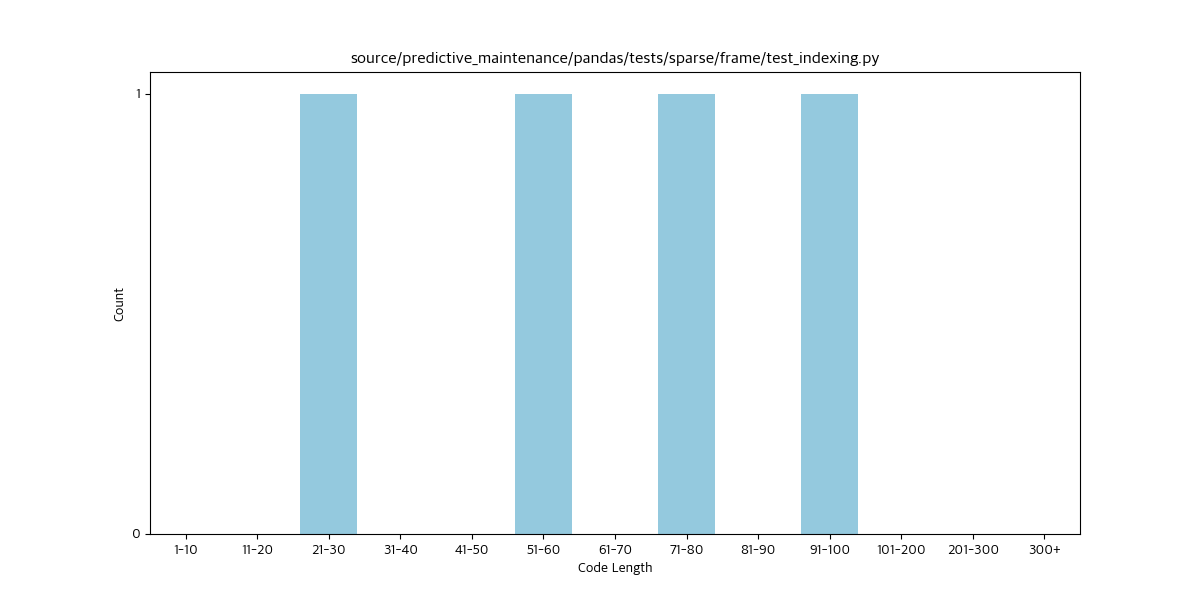 source/predictive_maintenance/pandas/tests/sparse/frame/test_indexing.py
1
Count
0
1-10 11-20 21-30 31-40 41-50 51-60 61-70 71-80 81-90 91-100 101-200 201-300 300+
Code Length